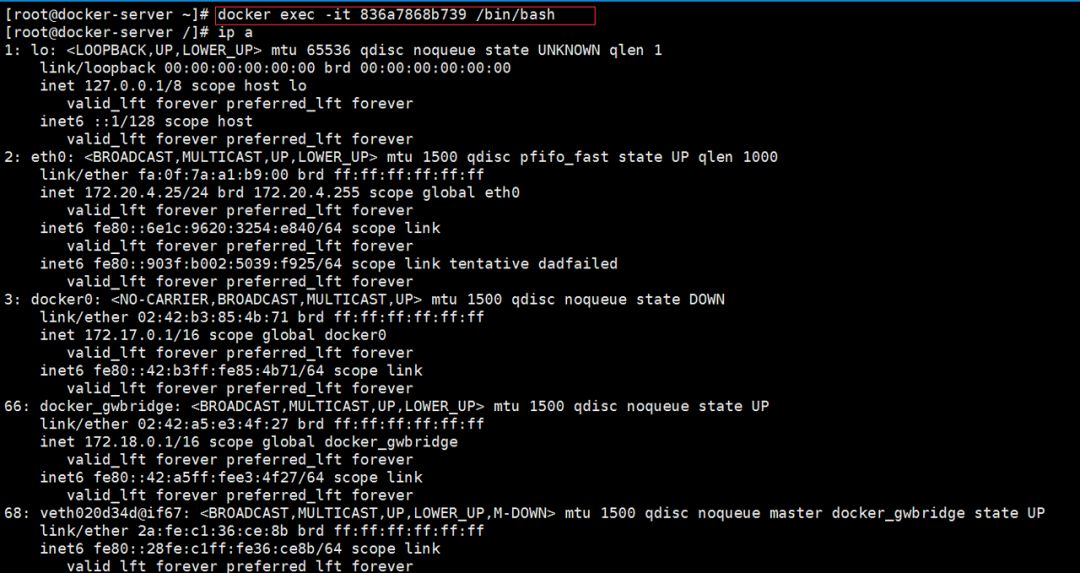 [root@docker-server ~]# docker exec -it 836a7868b739 /bin/bash
[root@docker-server /]# ip a
1: lo: <LOOPBACK,UP,LOWER_UP> mtu 65536 qdisc noqueue state UNKNOWN qlen 1
link/loopback 00:00:00:00:00:00 brd 00:00:00:00:00:00
inet 127.0.0.1/8 scope host lo
valid_lft forever preferred_lft forever
inet6 ::1/128 scope host
valid_lft forever preferred_lft forever
2: eth0: <BROADCAST,MULTICAST,UP,LOWER_UP> mtu 1500 qdisc pfifo_fast state UP qlen 1000
link/ether fa:0f:7a:a1:b9:00 brd ff:ff:ff:ff:ff:ff
inet 172.20.4.25/24 brd 172.20.4.255 scope global eth0
valid_lft forever preferred_lft forever
inet6 fe80::6e1c:9620:3254:e840/64 scope link
valid_lft forever preferred_lft forever
inet6 fe80::903f:b002:5039:f925/64 scope link tentative dadfailed
valid_lft forever preferred_lft forever
3: docker0: <NO-CARRIER,BROADCAST,MULTICAST,UP> mtu 1500 qdisc noqueue state DOWN
link/ether 02:42:b3:85:4b:71 brd ff:ff:ff:ff:ff:ff
inet 172.17.0.1/16 scope global docker0
valid_lft forever preferred_lft forever
inet6 fe80::42:b3ff:fe85:4b71/64 scope link
valid_lft forever preferred_lft forever
66: docker_gwbridge: <BROADCAST,MULTICAST,UP,LOWER_UP> mtu 1500 qdisc noqueue state UP
link/ether 02:42:a5:e3:4f:27 brd ff:ff:ff:ff:ff:ff
inet 172.18.0.1/16 scope global docker_gwbridge
valid_lft forever preferred_lft forever
inet6 fe80::42:a5ff:fee3:4f27/64 scope link
valid_lft forever preferred_lft forever
68: veth020d34d@if67: <BROADCAST,MULTICAST,UP,LOWER_UP,M-DOWN> mtu 1500 qdisc noqueue master docker_gwbridge state UP
link/ether 2a:fe:c1:36:ce:8b brd ff:ff:ff:ff:ff:ff
inet6 fe80::28fe:c1ff:fe36:ce8b/64 scope link
valid_lft forever preferred_lft forever